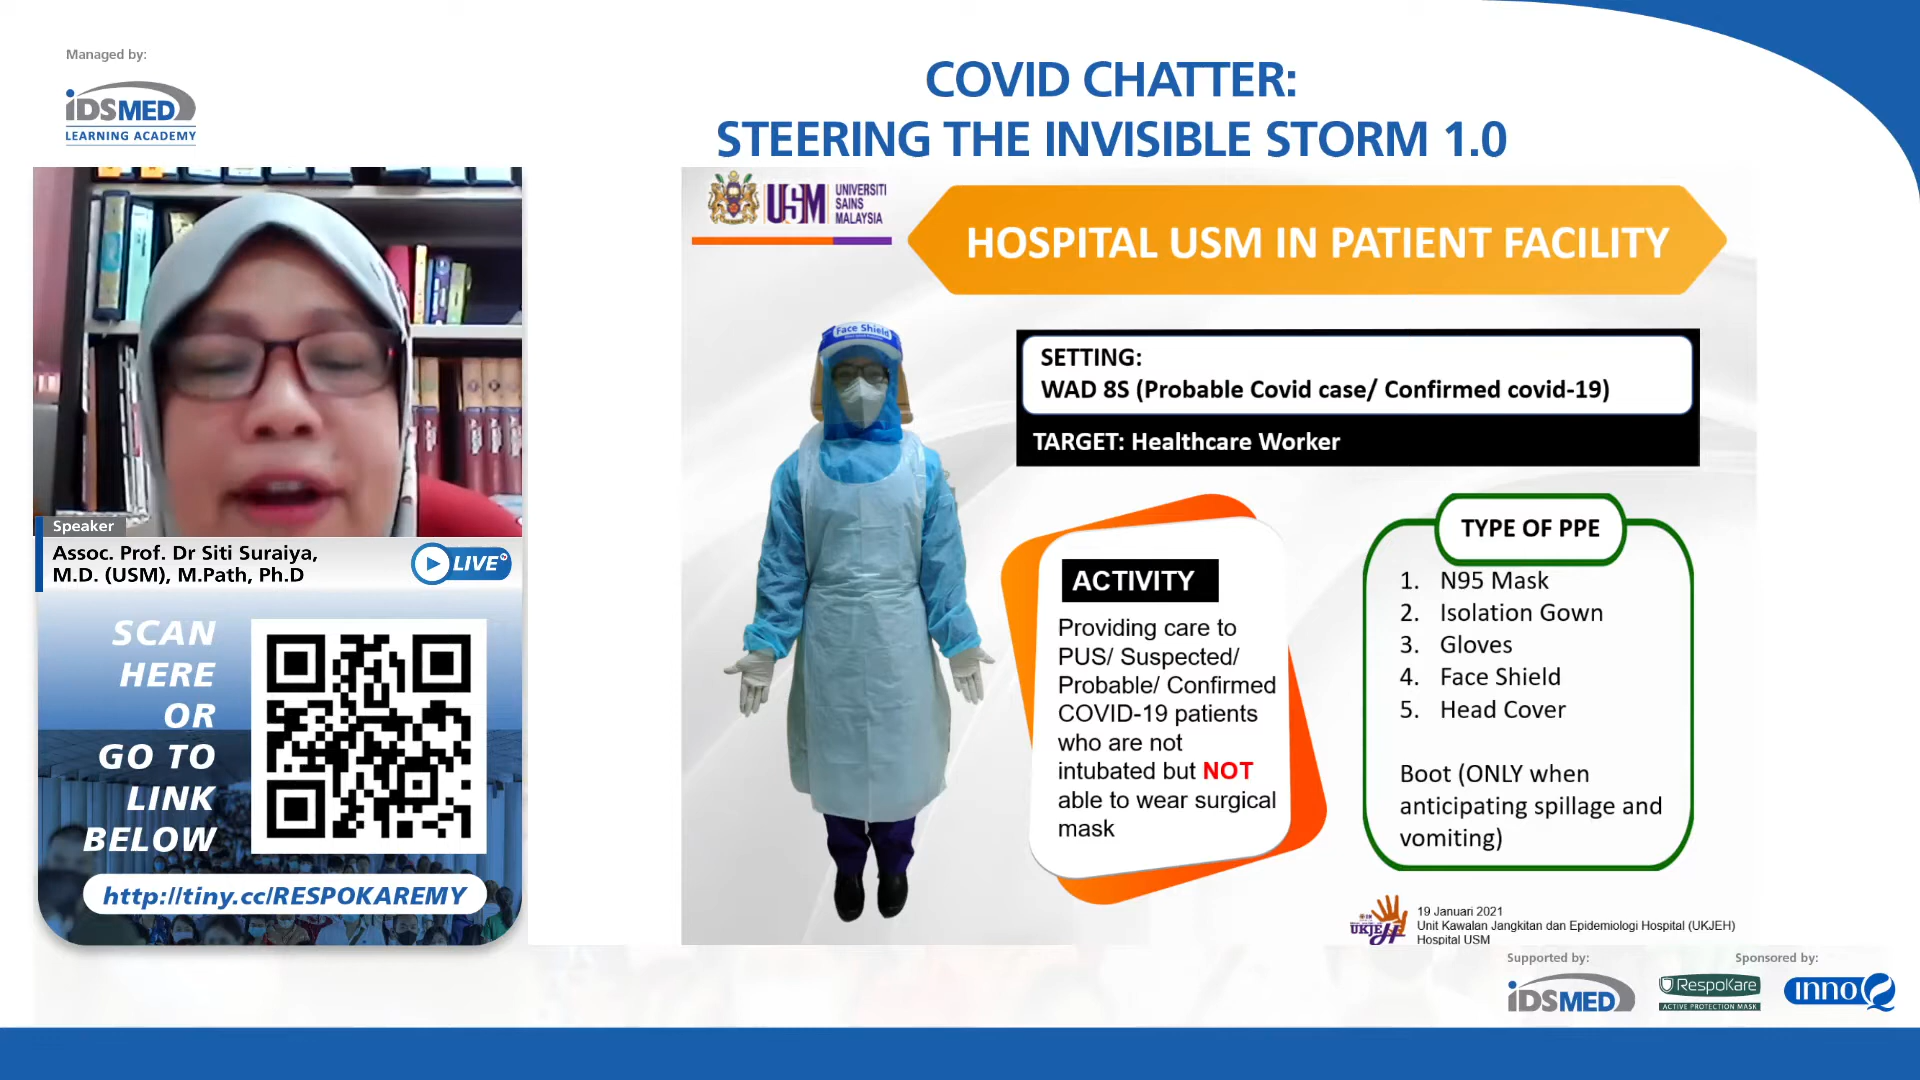 Managed by:
iDSMED
LEARNING ACADEMY
COVID CHATTER:
STEERING THE INVISIBLE STORM 1.0
USM
UNIVERSITI
SAINS
MALAYSIA
HOSPITAL USM IN PATIENT FACILITY
Face Shield
SETTING:
WAD 8S (Probable Covid case/ Confirmed covid-19)
TARGET: Healthcare Worker
ACTIVITY
Providing care to
PUS/ Suspected/
Probable/ Confirmed
COVID-19 patients
who are not
intubated but NOT
able to wear surgical
mask
TYPE OF PPE
1. N95 Mask
2. Isolation Gown
3. Gloves
4. Face Shield
5. Head Cover
Boot (ONLY when
anticipating spillage and
vomiting)
Speaker
Assoc. Prof. Dr Siti Suraiya,
M.D. (USM), M.Path, Ph.D
LIVE
SCAN
HERE
OR
GO TO
LINK
BELOW
http://tiny.cc/RESPOKAREMY
UKJEH
19 Januari 2021
Unit Kawalan Jangkitan dan Epidemiologi Hospital (UKJEH)
Hospital USM
Supported by:
iDSMED
Sponsored by:
RespoKare
ACTIVE PROTECTION MASK
INNOQ